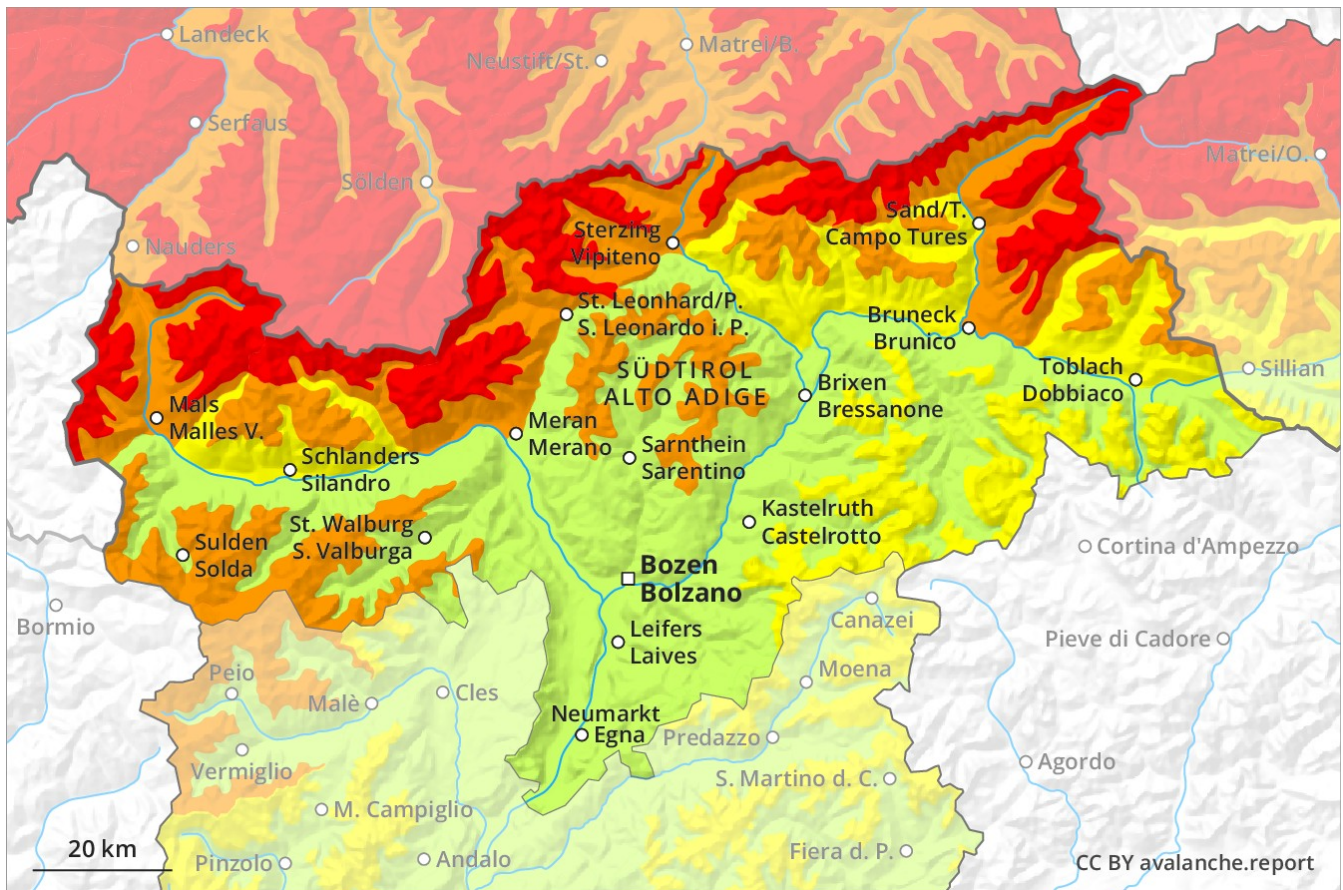 Landeck
Neustift/St.
Matrei/B.
Serfaus
Matrei/O.
Sölden
Nauders
Sand/T.
Campo Tures
Sterzing
Vipiteno
St. Leonhard/P.
S. Leonardo i. P.
Bruneck
Brunico
SÜDTIROL
ALTO ADIGE
Toblach
Dobbiaco
Sillian
Brixen
Bressanone
Mals
Malles V.
Meran
Merano
Sarnthein
Sarentino
Schlanders
Silandro
St. Walburg
S. Valburga
Kastelruth
Castelrotto
Sulden
Solda
Cortina d'Ampezzo
Bozen
Bolzano
Bormio
Canazei
Leifers
Laives
Pieve di Cadore
Peio
Moena
Malè
Cles
Neumarkt
Egna
Predazzo
Vermiglio
Agordo
S. Martino d. C.
M. Campiglio
20 km
Pinzolo
Andalo
Fiera d. P.
CC BY avalanche.report